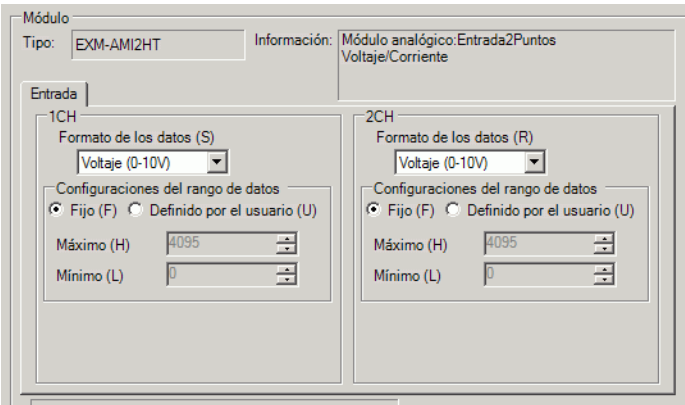 Módulo
Tipo: EXM-AMI2HT Información: Módulo analógico:Entrada2Puntos
Voltaje/Corriente
Entrada
1CH
Formato de los datos (S)
Voltaje (0-10V)
Configuraciones del rango de datos
Fijo (F) Definido por el usuario (U)
Máximo (H) 4095
Mínimo (L) 0
2CH
Formato de los datos (R)
Voltaje (0-10V)
Configuraciones del rango de datos
Fijo (F) Definido por el usuario (U)
Máximo (H) 4095
Mínimo (L) 0